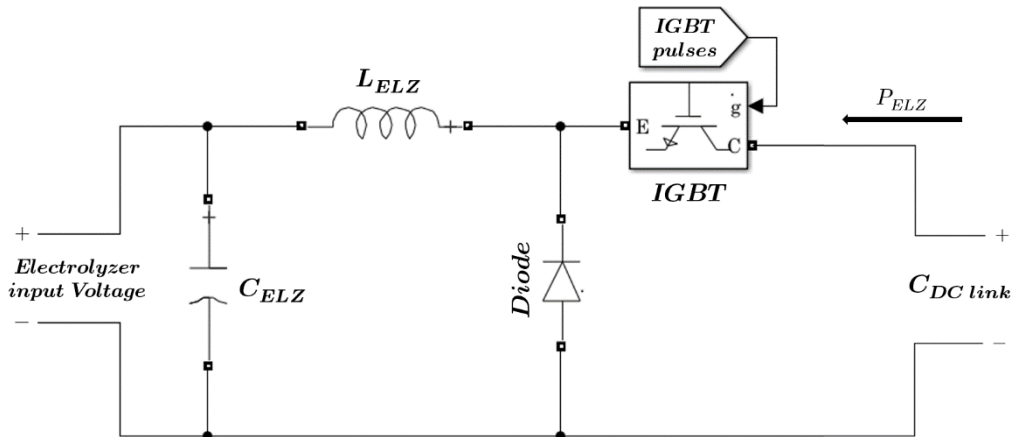 IGBT
pulses
L_ELZ
g
P_ELZ
E
C
IGBT
+
+
+
+
Electrolyzer
input Voltage
C_ELZ
Diode
C_DC link
−
−